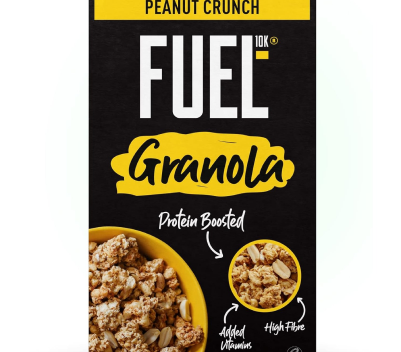 PEANUT CRUNCH
FUEL 10K®
Granola
Protein Boosted
Added
Vitamins
High Fibre